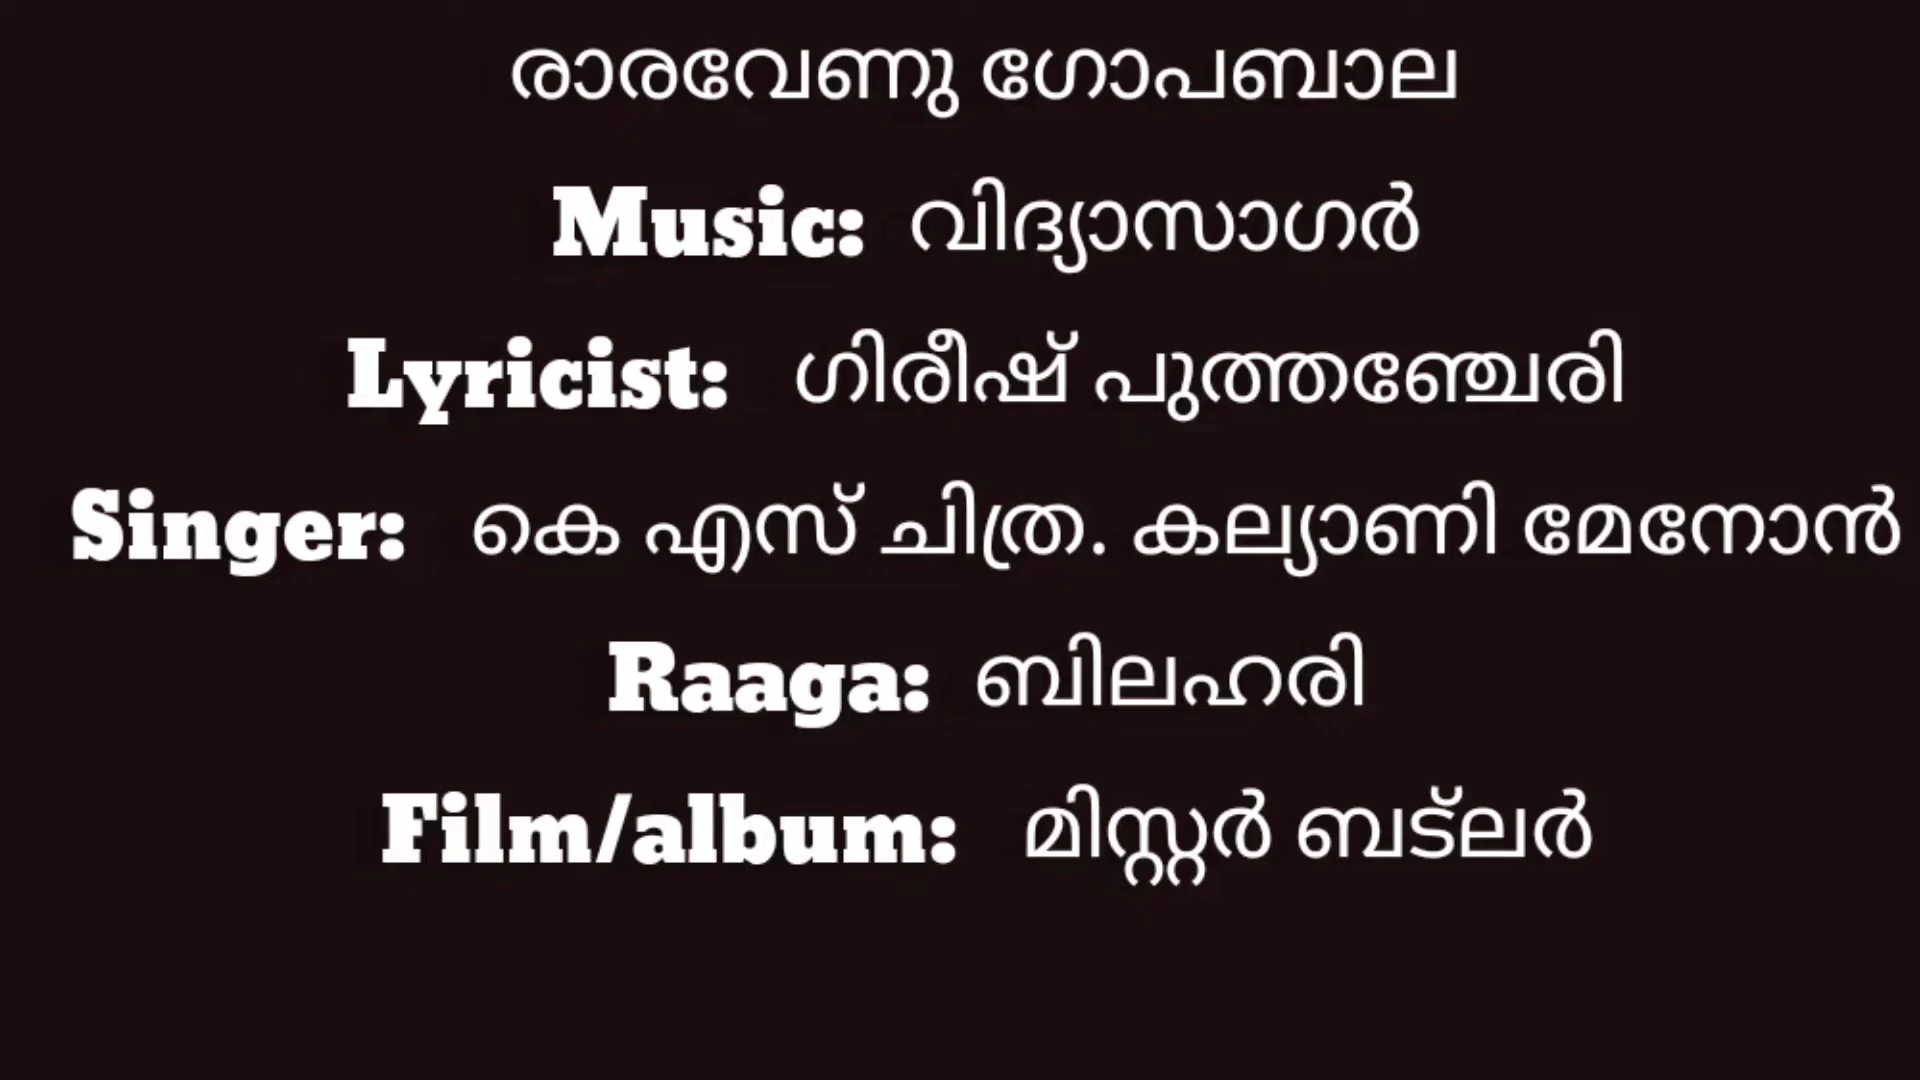 രാരവേണു ഗോപബാല
Music: വിദ്യാസാഗർ
Lyricist: ഗിരീഷ് പുത്തഞ്ചേരി
Singer: കെ എസ് ചിത്ര. കല്യാണി മേനോൻ
Raaga: ബിലഹരി
Film/album: മിസ്റ്റർ ബട്ലർ